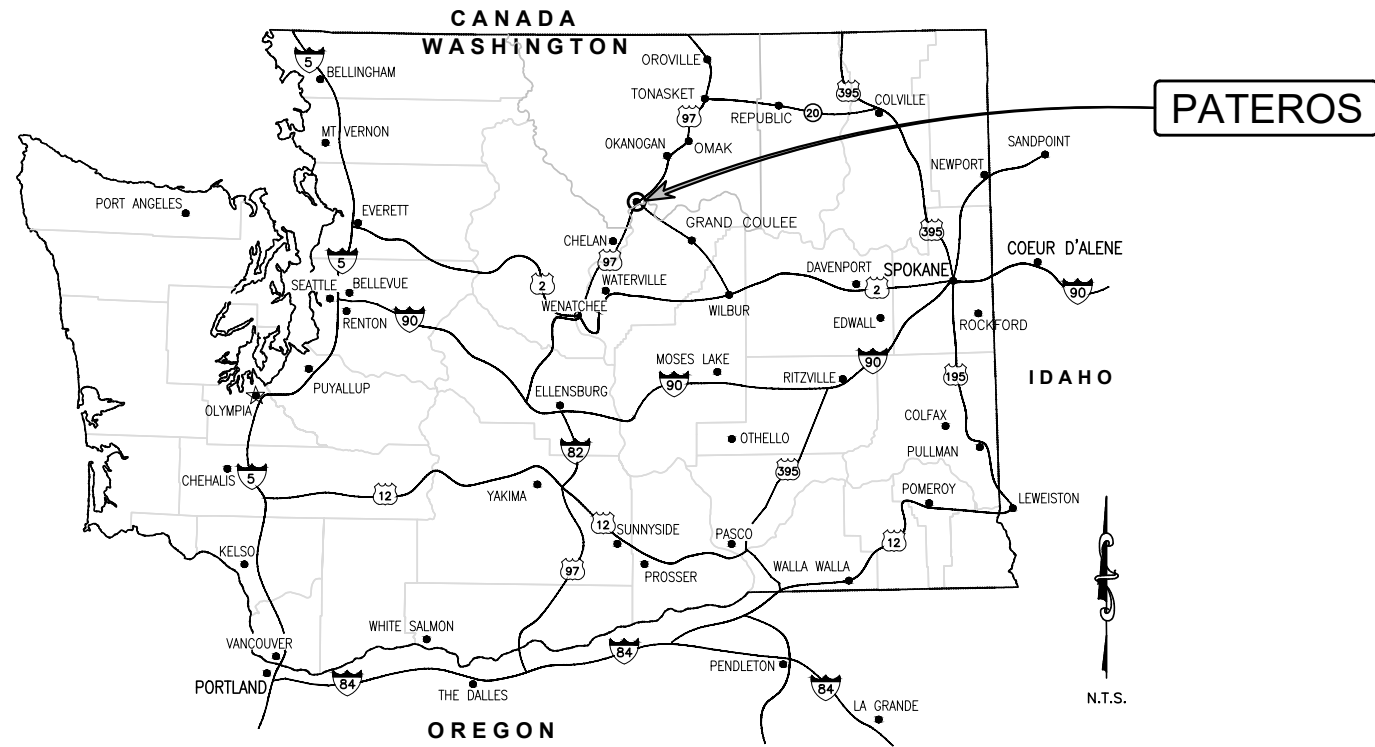 CANADA
WASHINGTON
5
BELLINGHAM
OROVILLE
TONASKET
395
COLVILLE
PATEROS
97
REPUBLIC
20
MT VERNON
OKANOGAN
OMAK
SANDPOINT
NEWPORT
PORT ANGELES
EVERETT
GRAND COULEE
395
CHELAN
97
COEUR D'ALENE
5
2
WATERVILLE
DAVENPORT
SPOKANE
2
90
SEATTLE
BELLEVUE
RENTON
90
WENATCHEE
WILBUR
EDWALL
ROCKFORD
MOSES LAKE
90
RITZVILLE
90
195
IDAHO
PUYALLUP
OLYMPIA
ELLENSBURG
COLFAX
OTHELLO
82
PULLMAN
CHEHALIS
5
395
12
YAKIMA
POMEROY
LEWEISTON
12
SUNNYSIDE
PASCO
12
KELSO
97
PROSSER
WALLA WALLA
VANCOUVER
WHITE SALMON
84
PENDLETON
PORTLAND
84
THE DALLES
84
LA GRANDE
N.T.S.
OREGON